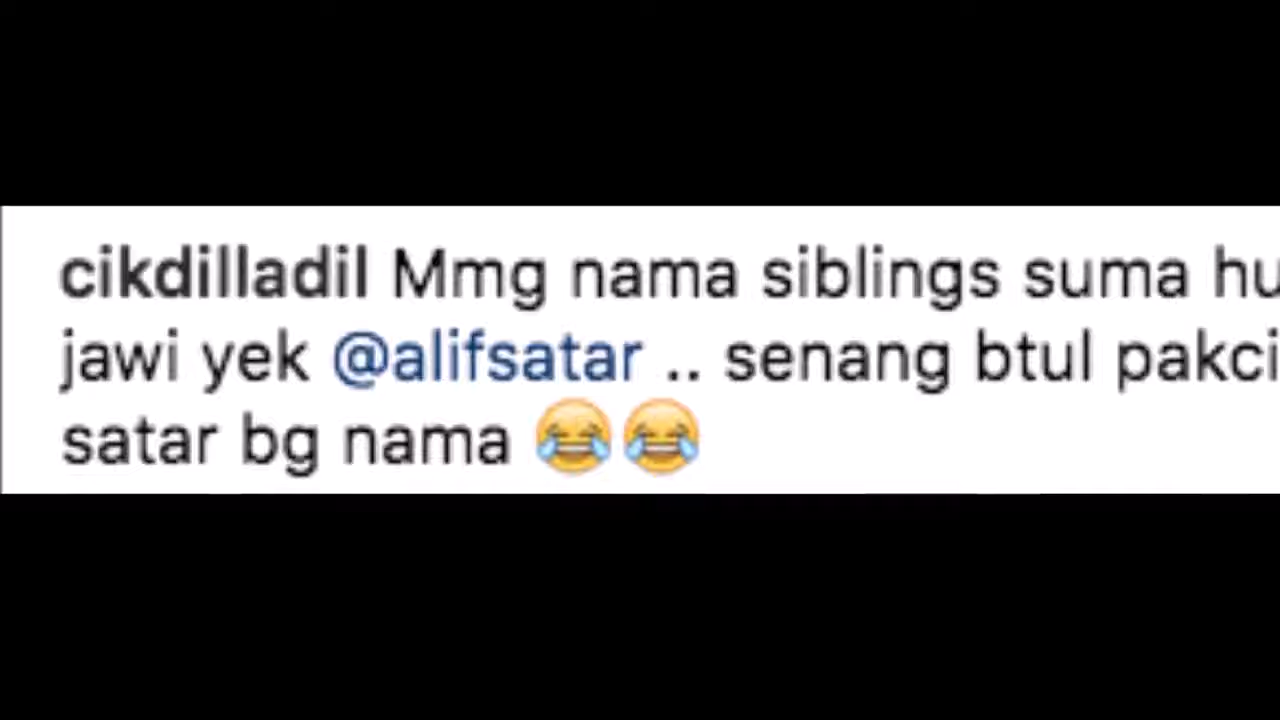 cikdilladil Mmg nama siblings suma hu
jawi yek @alifsatar .. senang btul pakci
satar bg nama 😂😂